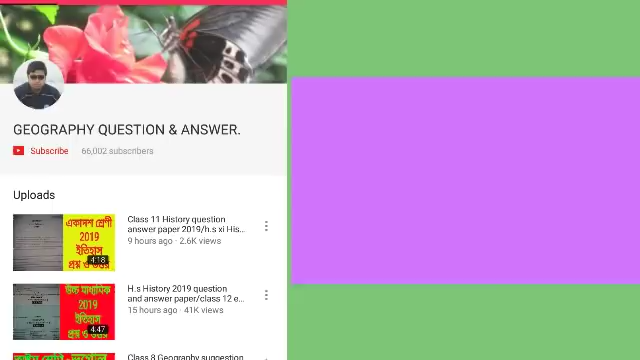 GEOGRAPHY QUESTION & ANSWER.
Subscribe 66,002 subscribers
Uploads
একাদশ শ্রেণী
2019
ইতিহাস
প্রশ্ন ও উত্তর
4:18
Class 11 History question
answer paper 2019/h.s xi His...
9 hours ago · 2.6K views
উচ্চ মাধ্যমিক
2019
ইতিহাস
প্রশ্ন ও উত্তর
4:47
H.s History 2019 question
and answer paper/class 12 e...
15 hours ago · 41K views
Class 8 Geography suggestion